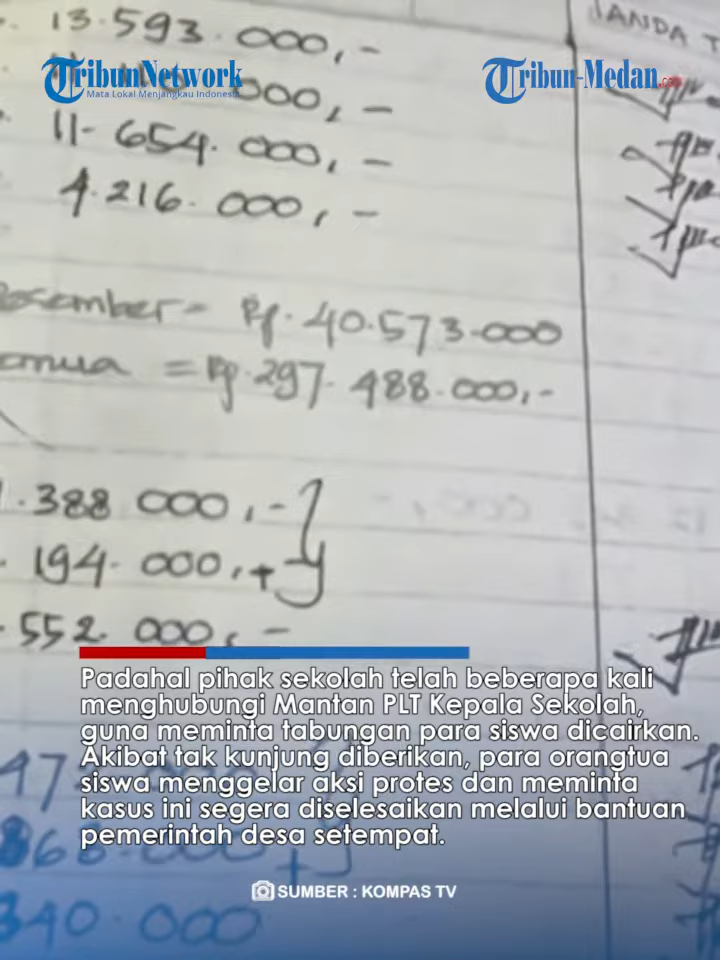 13.593.000,-
JANDA T
TribunNetwork
Mata Lokal Menjangkau Indonesia
Tribun-Medan.com
000,-
11-654.000,-
4.216.000,-
= Rp.40.573.000
= Rp.297.488.000,-
.388 000,-
194.000,+
552.000,-
Padahal pihak sekolah telah beberapa kali
menghubungi Mantan PLT Kepala Sekolah,
guna meminta tabungan para siswa dicairkan.
Akibat tak kunjung diberikan, para orangtua
siswa menggelar aksi protes dan meminta
kasus ini segera diselesaikan melalui bantuan
pemerintah desa setempat.
SUMBER : KOMPAS TV
340.000